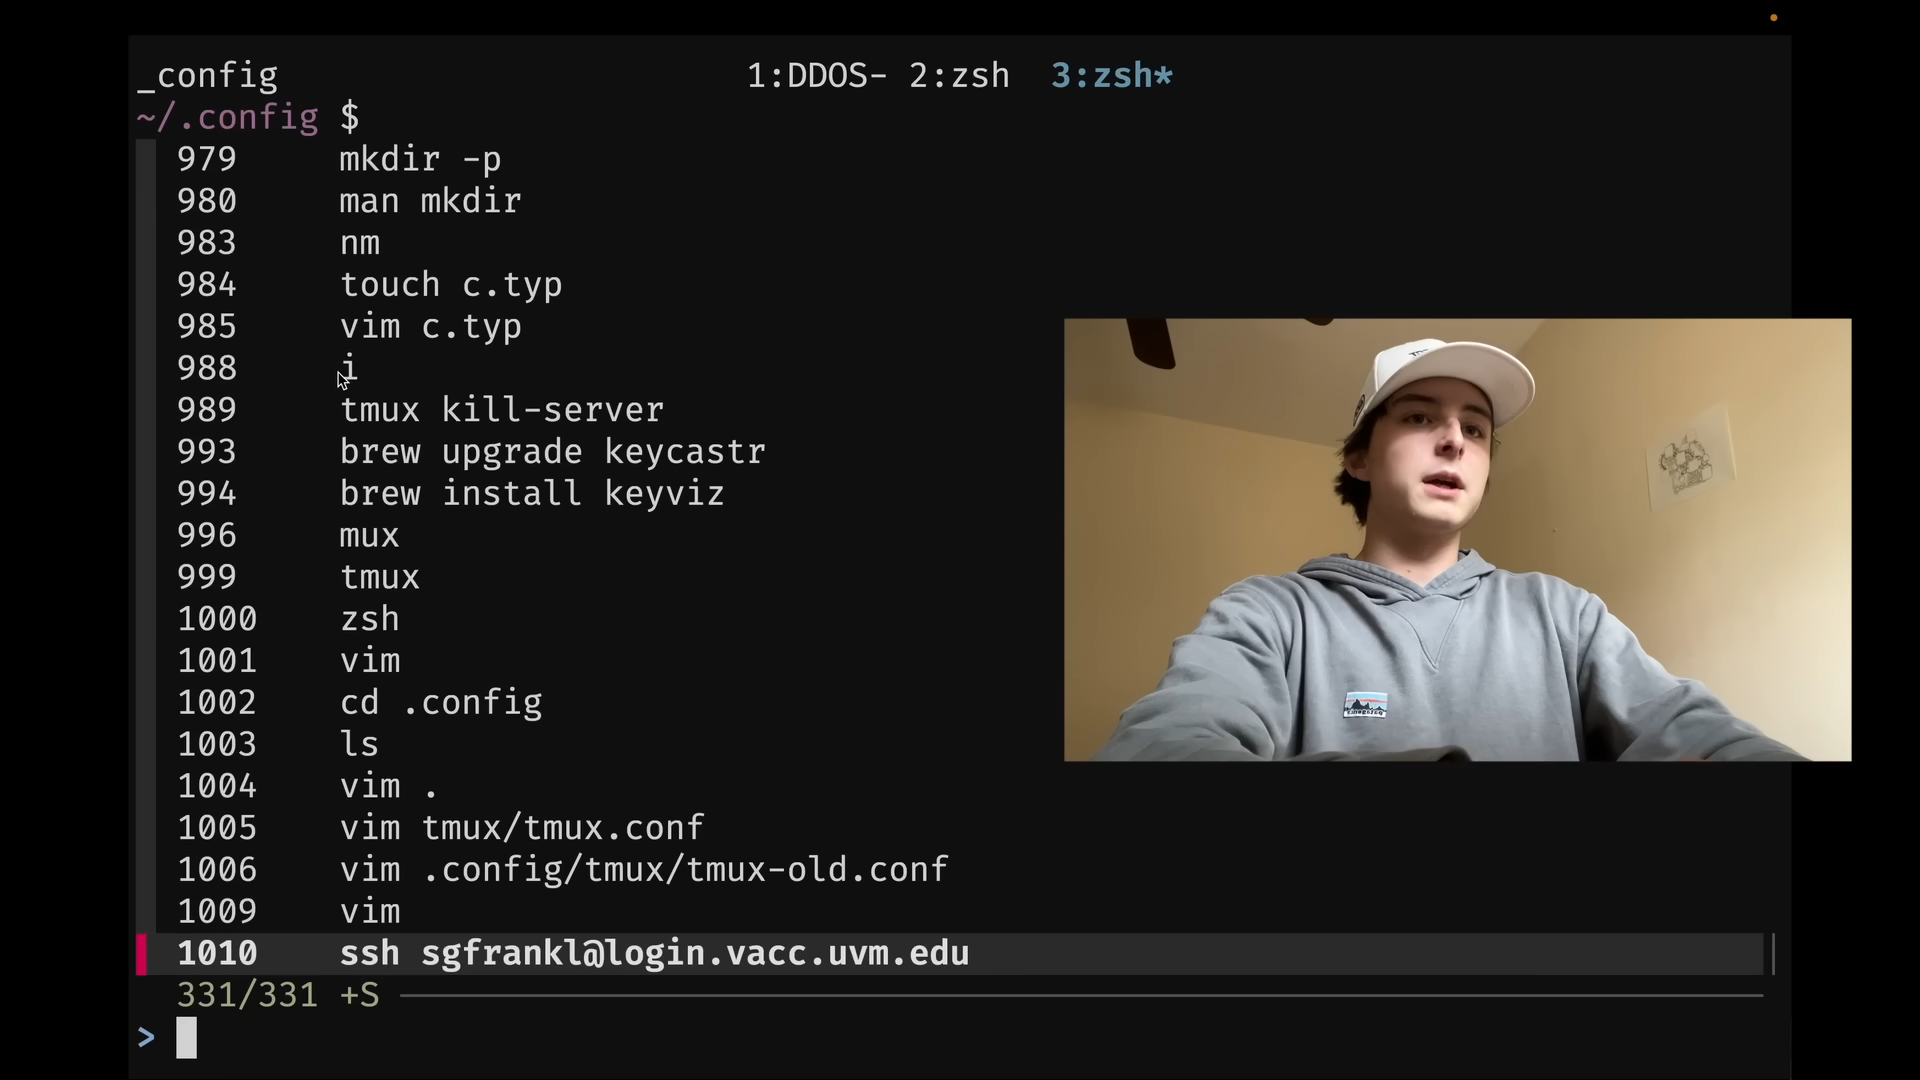 _config 1:DDOS- 2:zsh 3:zsh*
~/.config $
979 mkdir -p
980 man mkdir
983 nm
984 touch c.typ
985 vim c.typ
988 i
989 tmux kill-server
993 brew upgrade keycastr
994 brew install keyviz
996 mux
999 tmux
1000 zsh
1001 vim
1002 cd .config
1003 ls
1004 vim .
1005 vim tmux/tmux.conf
1006 vim .config/tmux/tmux-old.conf
1009 vim
1010 ssh sgfrankl@login.vacc.uvm.edu
331/331 +S
>